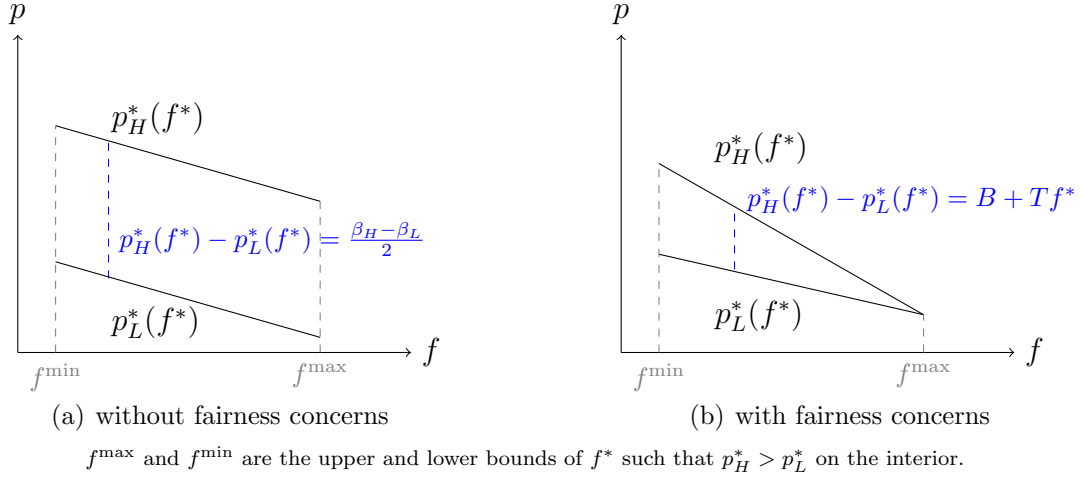 p
p*_H(f*)
p*_H(f*) − p*_L(f*) = (β_H−β_L)/2
p*_L(f*)
f
f^min
f^max
(a) without fairness concerns
p
p*_H(f*)
p*_H(f*) − p*_L(f*) = B + Tf*
p*_L(f*)
f
f^min
f^max
(b) with fairness concerns
f^max and f^min are the upper and lower bounds of f* such that p*_H > p*_L on the interior.